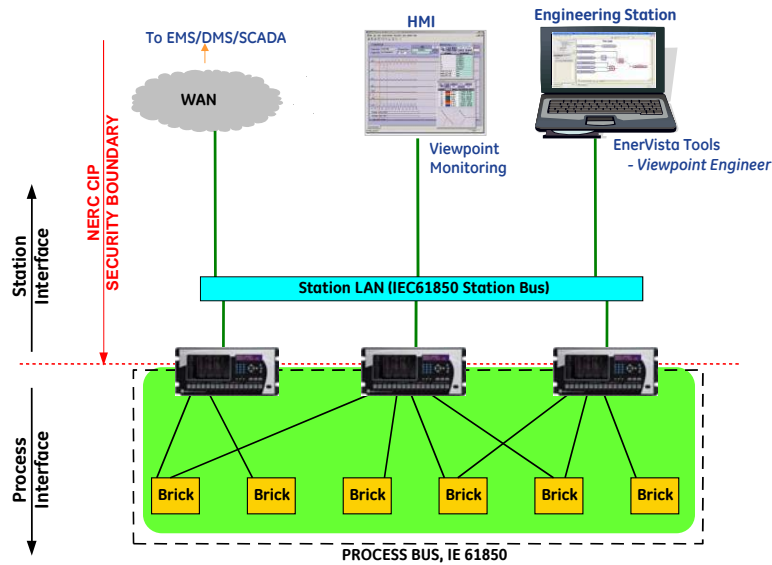 To EMS/DMS/SCADA
HMI
Engineering Station
WAN
Viewpoint
Monitoring
EnerVista Tools
- Viewpoint Engineer
NERC CIP
SECURITY BOUNDARY
Station
Interface
Station LAN (IEC61850 Station Bus)
Process
Interface
Brick
Brick
Brick
Brick
Brick
Brick
PROCESS BUS, IE 61850